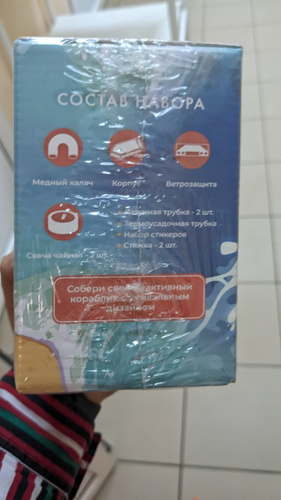 СОСТАВ НАБОРА
Медный калач
Корпус
Ветрозащита
Свеча чайная - 2 шт.
трубка - 2 шт.
Термоусадочная трубка
Набор стикеров
Стяжка - 2 шт.
Собери свой
кораблик с уникальным
дизайном